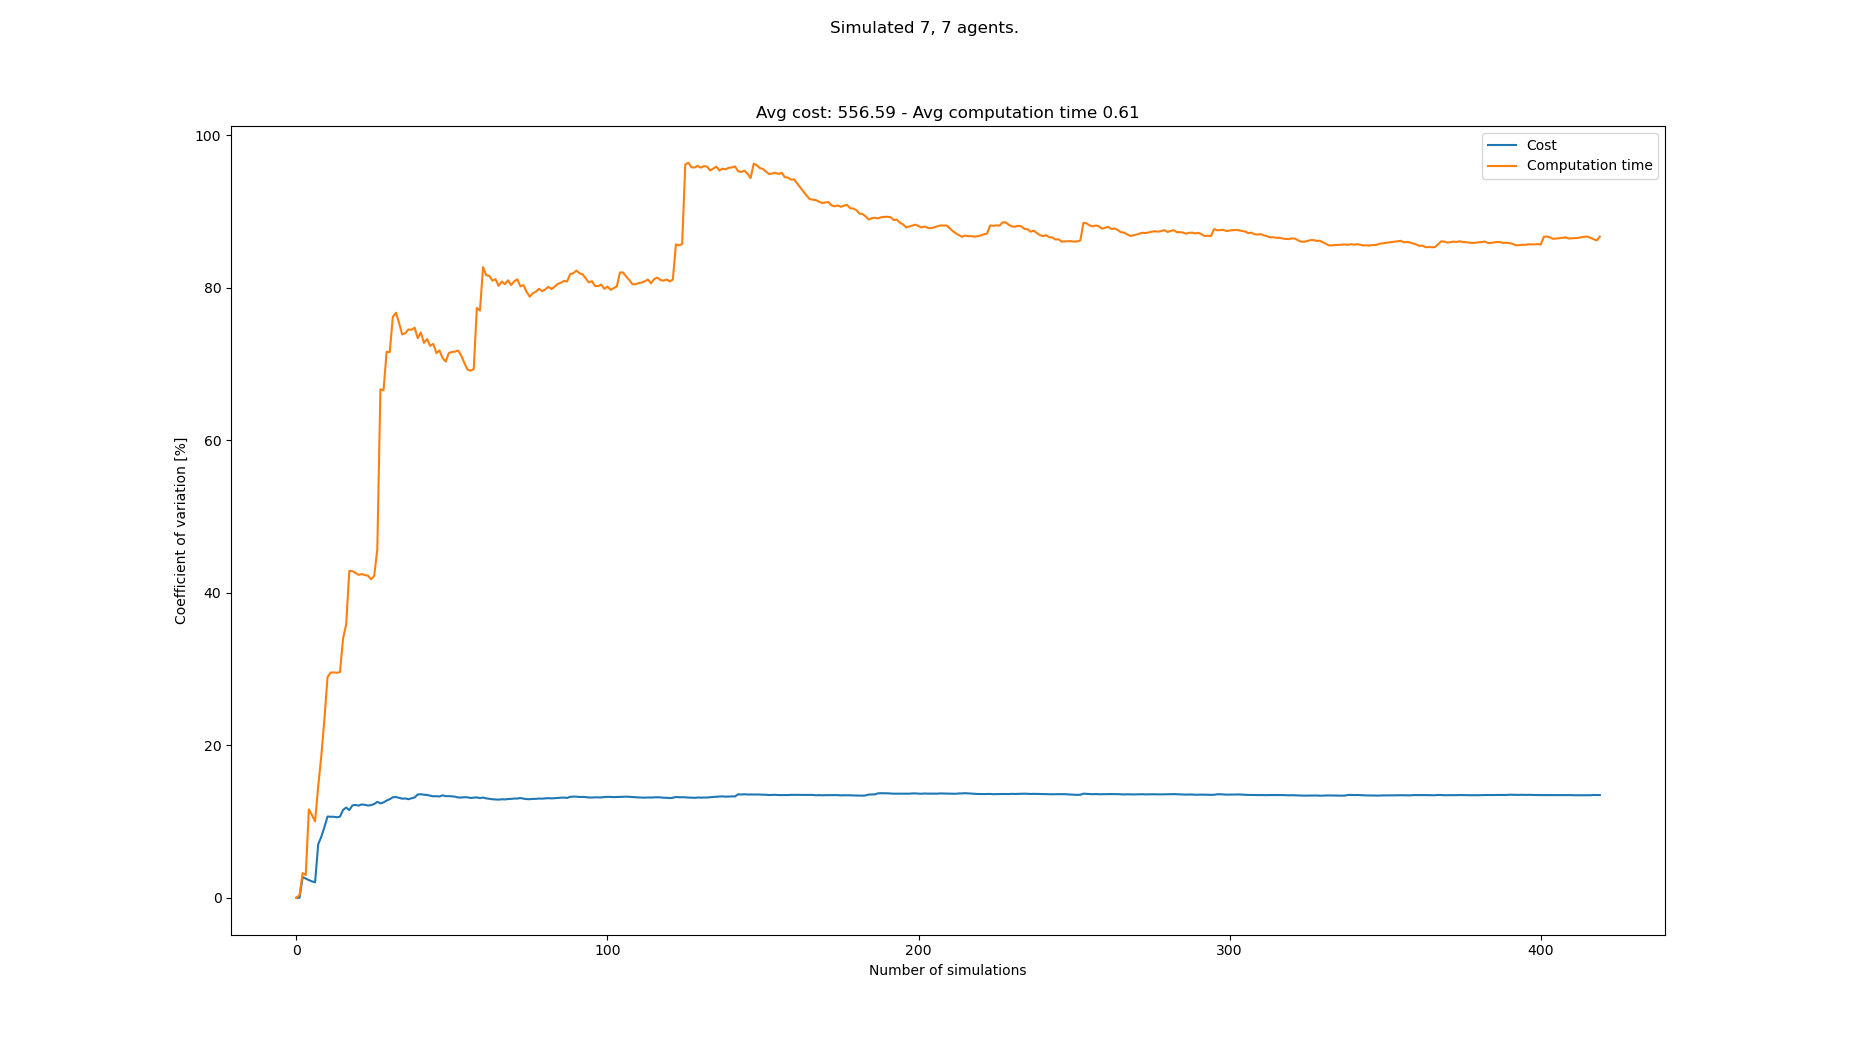 Simulated 7, 7 agents.
Avg cost: 556.59 - Avg computation time 0.61
Cost
Computation time
Coefficient of variation [%]
100
80
60
40
20
0
0 100 200 300 400
Number of simulations